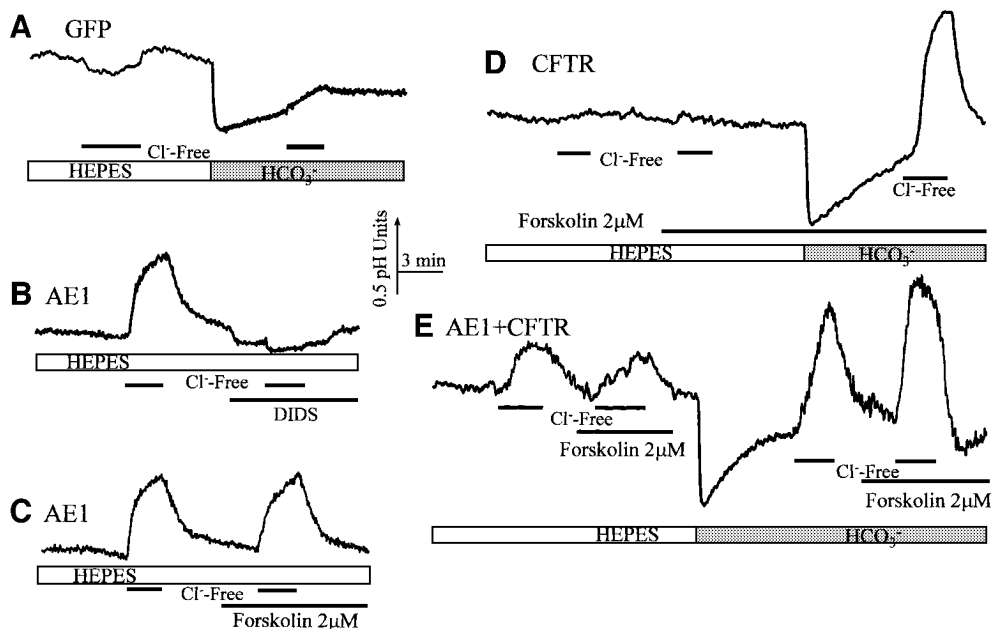 A GFP
Cl⁻-Free
HEPES HCO₃⁻
B AE1
HEPES
Cl⁻-Free
DIDS
C AE1
HEPES
Cl⁻-Free
Forskolin 2µM
0.5 pH Units
3 min
D CFTR
Cl⁻-Free
Cl⁻-Free
Forskolin 2µM
HEPES HCO₃⁻
E AE1+CFTR
Cl⁻-Free
Forskolin 2µM
Cl⁻-Free
Forskolin 2µM
HEPES HCO₃⁻